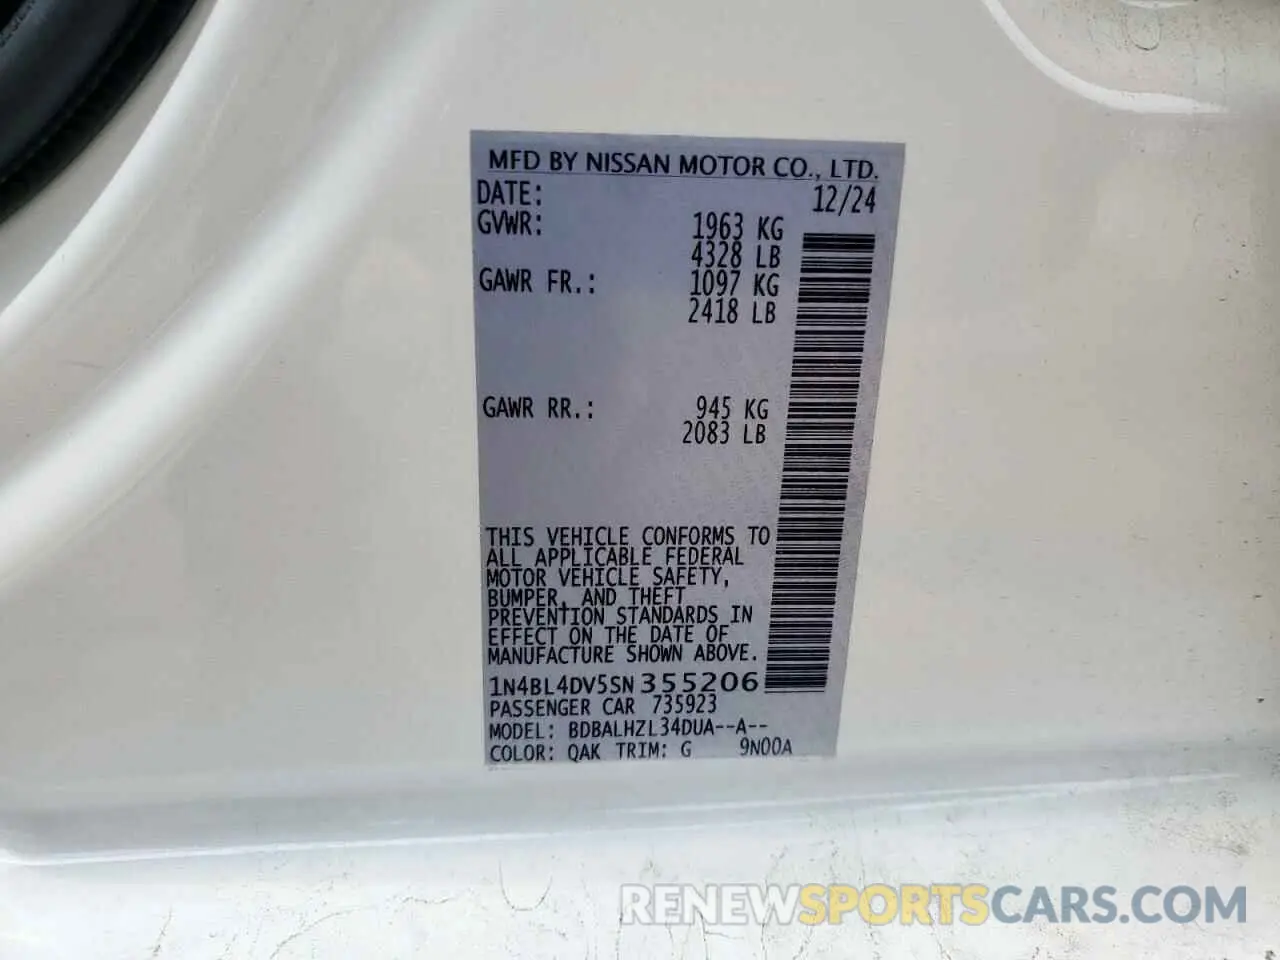 MFD BY NISSAN MOTOR CO., LTD.
DATE: 12/24
GVWR: 1963 KG
4328 LB
GAWR FR.: 1097 KG
2418 LB
GAWR RR.: 945 KG
2083 LB
THIS VEHICLE CONFORMS TO
ALL APPLICABLE FEDERAL
MOTOR VEHICLE SAFETY,
BUMPER, AND THEFT
PREVENTION STANDARDS IN
EFFECT ON THE DATE OF
MANUFACTURE SHOWN ABOVE.
1N4BL4DV5SN355206
PASSENGER CAR 735923
MODEL: BDBALHZL34DUA--A--
COLOR: QAK TRIM: G 9N00A
RENEWSPORTSCARS.COM